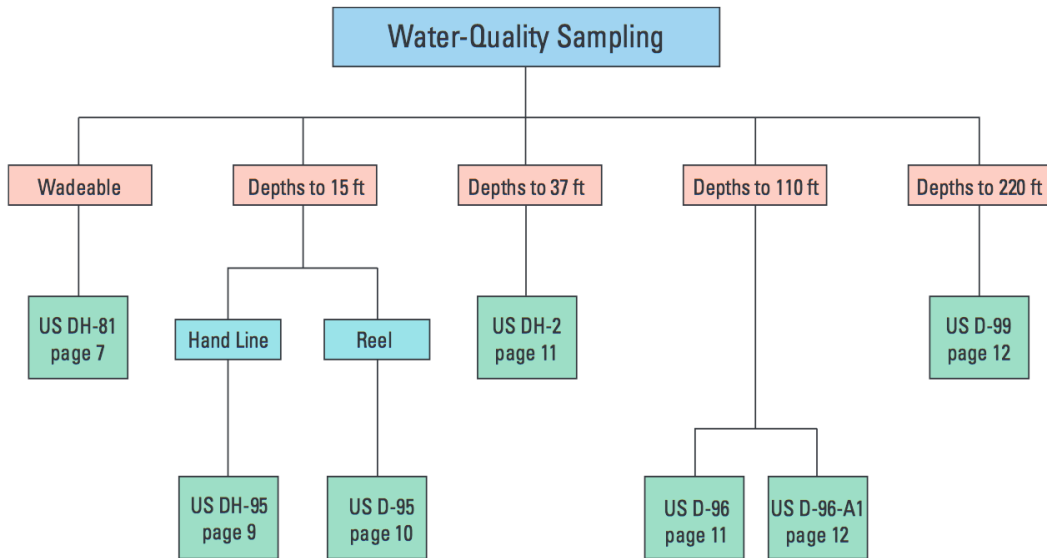 Water-Quality Sampling
Wadeable
Depths to 15 ft
Depths to 37 ft
Depths to 110 ft
Depths to 220 ft
US DH-81
page 7
Hand Line
Reel
US DH-2
page 11
US D-99
page 12
US DH-95
page 9
US D-95
page 10
US D-96
page 11
US D-96-A1
page 12